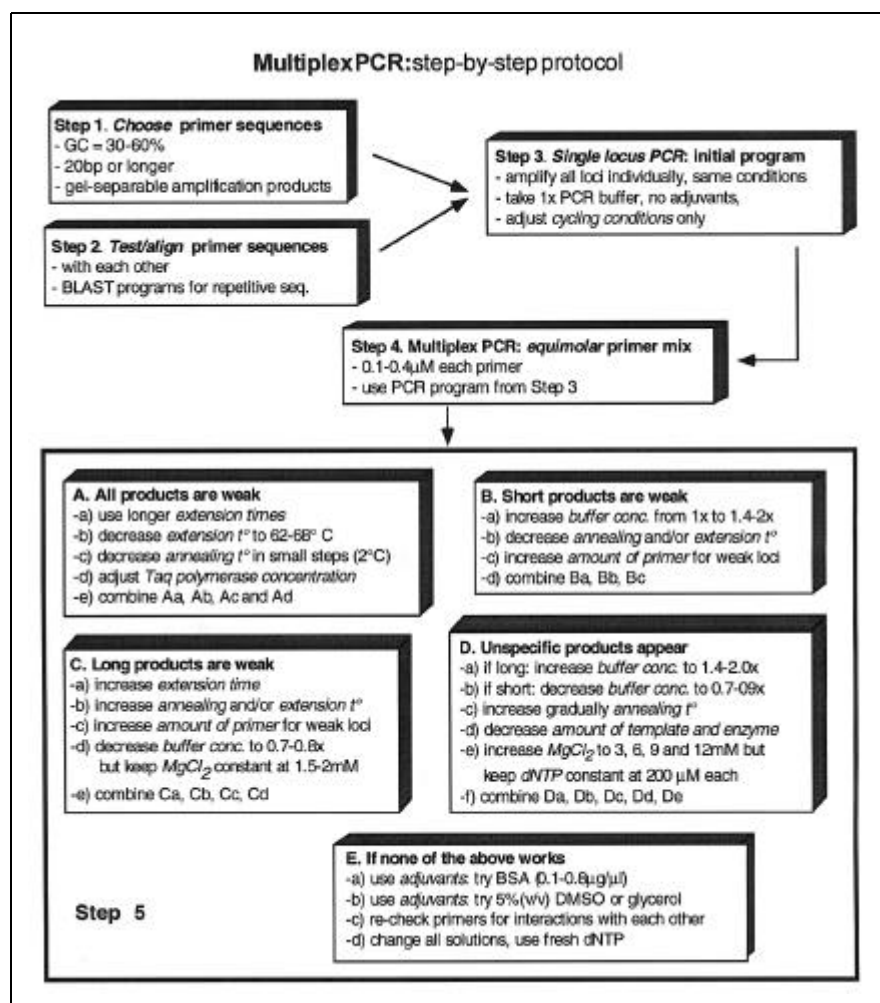 MultiplexPCR:step-by-step protocol
Step 1. Choose primer sequences
- GC = 30-60%
- 20bp or longer
- gel-separable amplification products
Step 2. Test/align primer sequences
- with each other
- BLAST programs for repetitive seq.
Step 3. Single locus PCR: initial program
- amplify all loci individually, same conditions
- take 1x PCR buffer, no adjuvants,
- adjust cycling conditions only
Step 4. Multiplex PCR: equimolar primer mix
- 0.1-0.4µM each primer
- use PCR program from Step 3
A. All products are weak
-a) use longer extension times
-b) decrease extension t° to 62-68° C
-c) decrease annealing t° in small steps (2°C)
-d) adjust Taq polymerase concentration
-e) combine Aa, Ab, Ac and Ad
B. Short products are weak
-a) increase buffer conc. from 1x to 1.4-2x
-b) decrease annealing and/or extension t°
-c) increase amount of primer for weak loci
-d) combine Ba, Bb, Bc
C. Long products are weak
-a) increase extension time
-b) increase annealing and/or extension t°
-c) increase amount of primer for weak loci
-d) decrease buffer conc. to 0.7-0.8x
but keep MgCl2 constant at 1.5-2mM
-e) combine Ca, Cb, Cc, Cd
D. Unspecific products appear
-a) if long: increase buffer conc. to 1.4-2.0x
-b) if short: decrease buffer conc. to 0.7-09x
-c) increase gradually annealing t°
-d) decrease amount of template and enzyme
-e) increase MgCl2 to 3, 6, 9 and 12mM but
keep dNTP constant at 200 µM each
-f) combine Da, Db, Dc, Dd, De
E. If none of the above works
-a) use adjuvants: try BSA (0.1-0.8µg/µl)
-b) use adjuvants: try 5%(w/v) DMSO or glycerol
-c) re-check primers for interactions with each other
-d) change all solutions, use fresh dNTP
Step 5